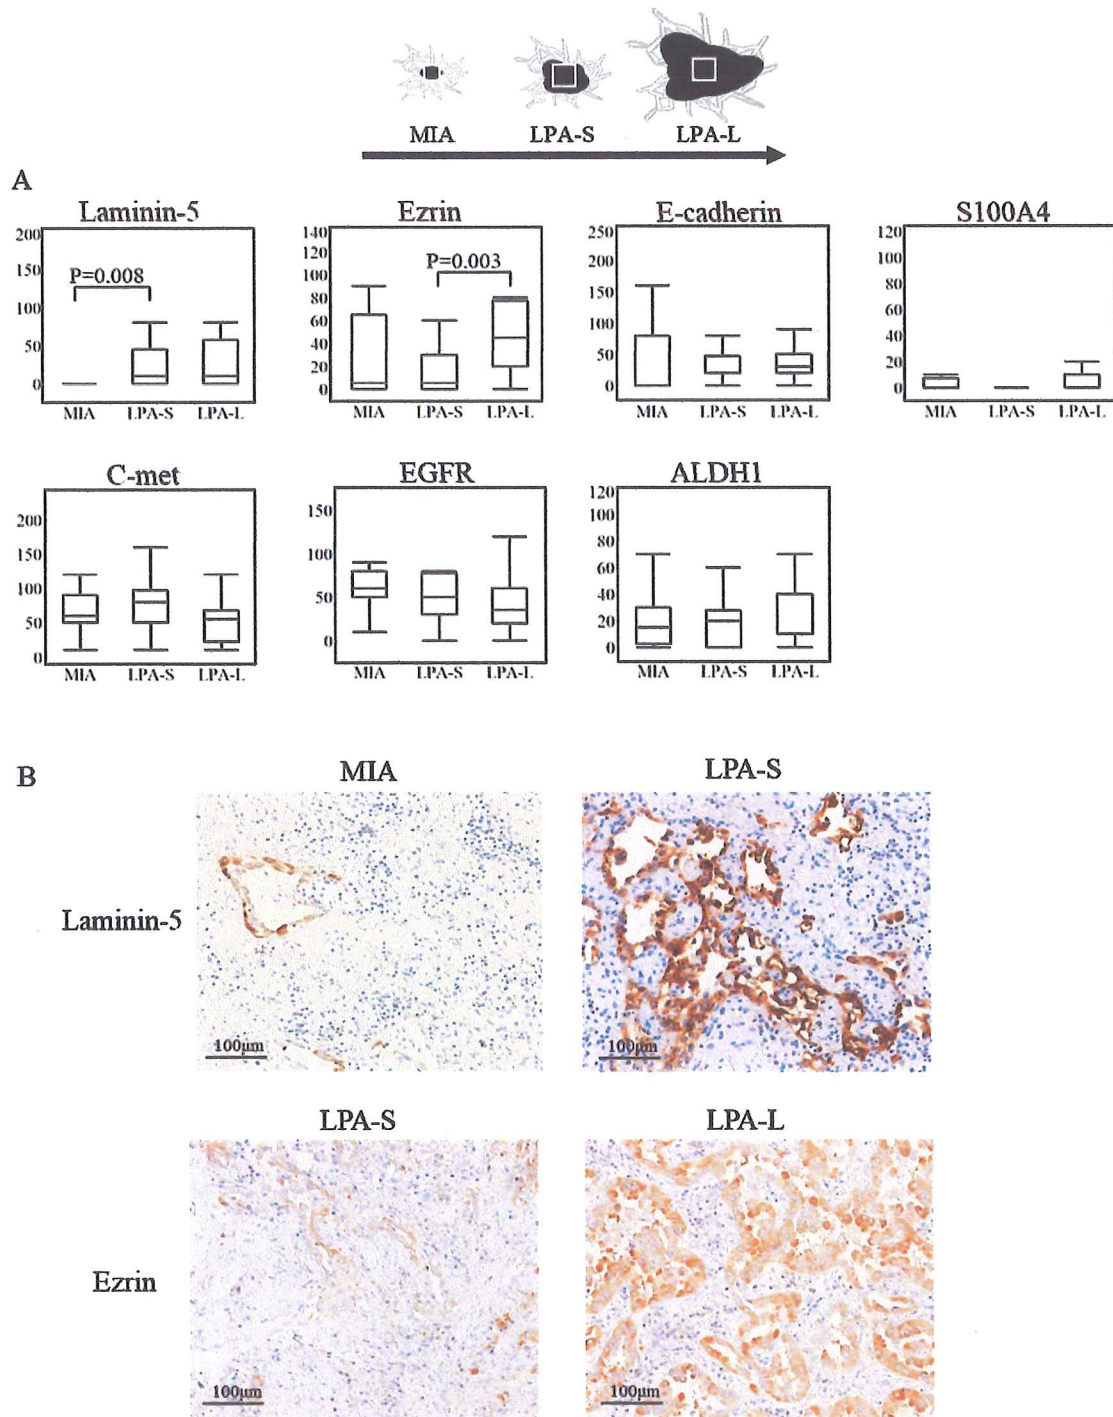 MIA LPA-S LPA-L
A
Laminin-5 Ezrin E-cadherin S100A4
200
150
100
50
0
P=0.008
MIA LPA-S LPA-L
140
120
100
80
60
40
20
0
P=0.003
MIA LPA-S LPA-L
250
200
150
100
50
0
MIA LPA-S LPA-L
120
100
80
60
40
20
0
MIA LPA-S LPA-L
C-met EGFR ALDH1
200
150
100
50
0
MIA LPA-S LPA-L
150
100
50
0
MIA LPA-S LPA-L
120
100
80
60
40
20
0
MIA LPA-S LPA-L
B
MIA LPA-S
Laminin-5
100μm 100μm
LPA-S LPA-L
Ezrin
100μm 100μm